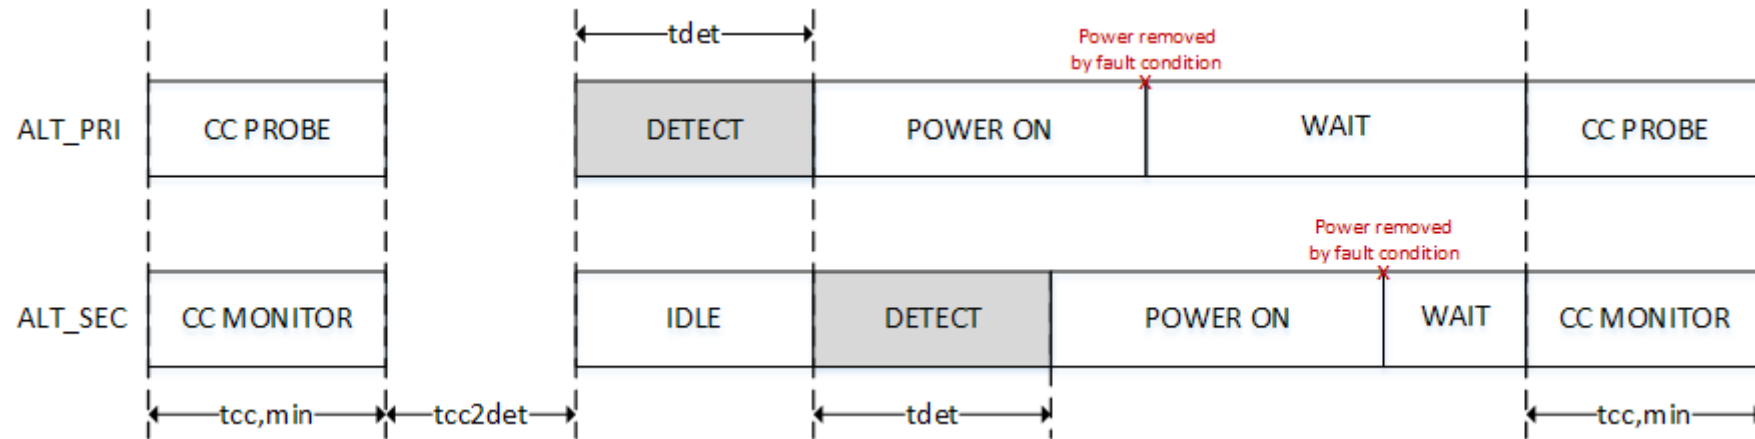 tdet
Power removed
by fault condition
ALT_PRI
CC PROBE
DETECT
POWER ON
WAIT
CC PROBE
Power removed
by fault condition
ALT_SEC
CC MONITOR
IDLE
DETECT
POWER ON
WAIT
CC MONITOR
tcc,min
tcc2det
tdet
tcc,min